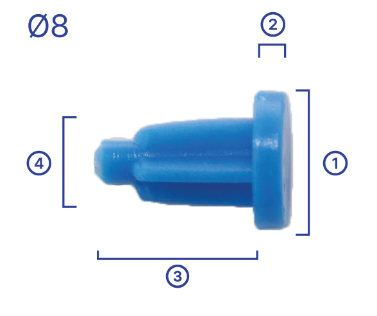 Ø8
②
④
①
③